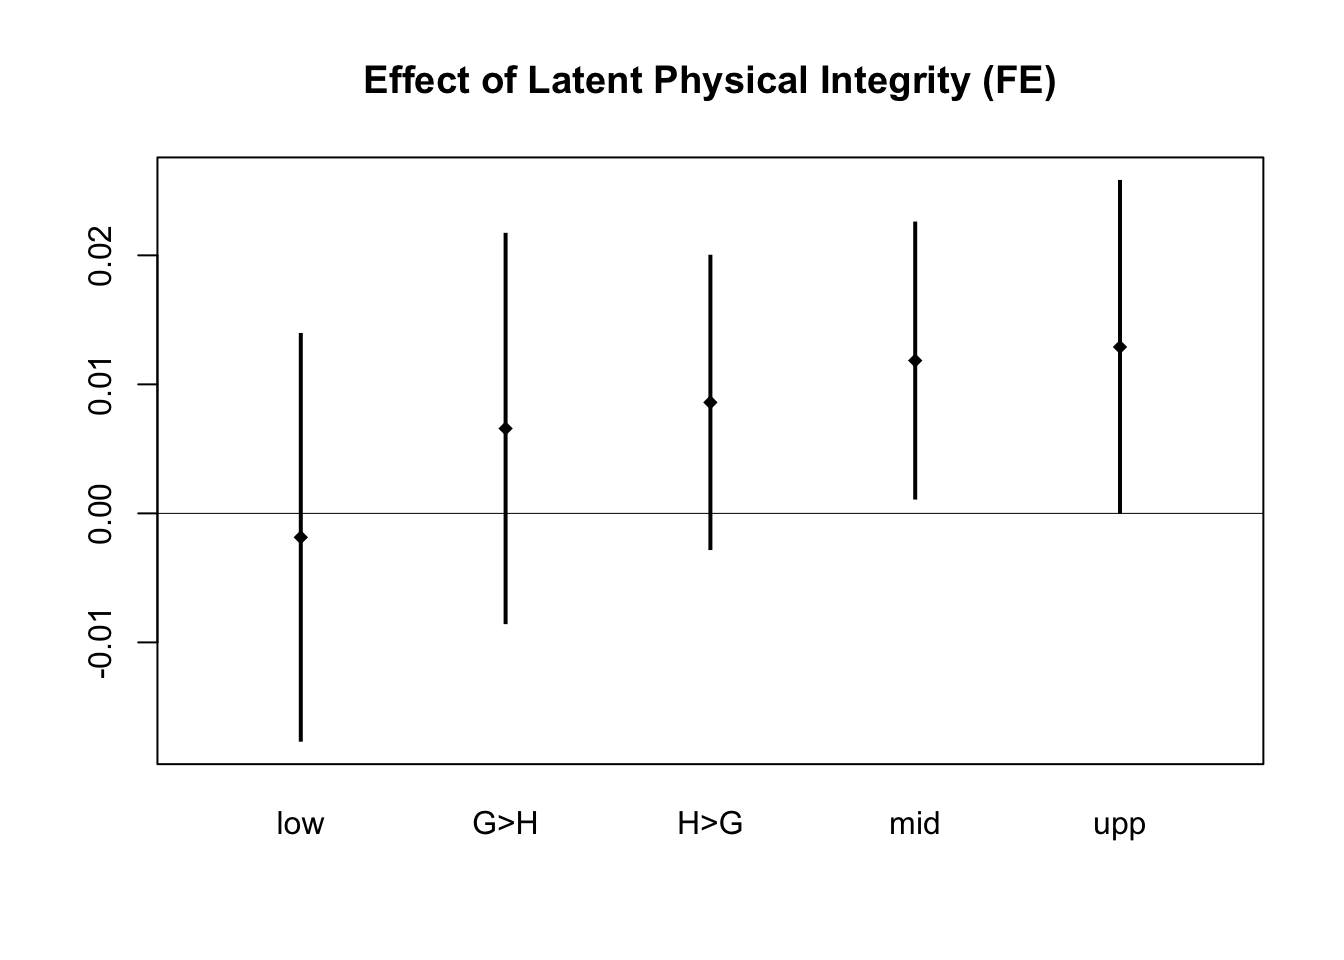 Effect of Latent Physical Integrity (FE)
0.02
0.01
0.00
-0.01
low G>H H>G mid upp